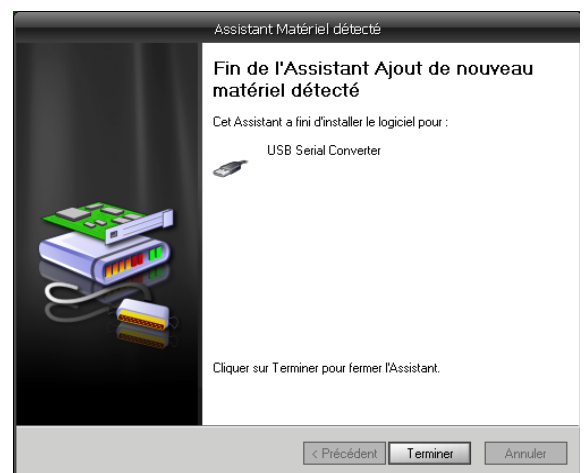 Assistant Matériel détecté
Fin de l'Assistant Ajout de nouveau
matériel détecté
Cet Assistant a fini d'installer le logiciel pour :
USB Serial Converter
Cliquer sur Terminer pour fermer l'Assistant.
< Précédent
Terminer
Annuler